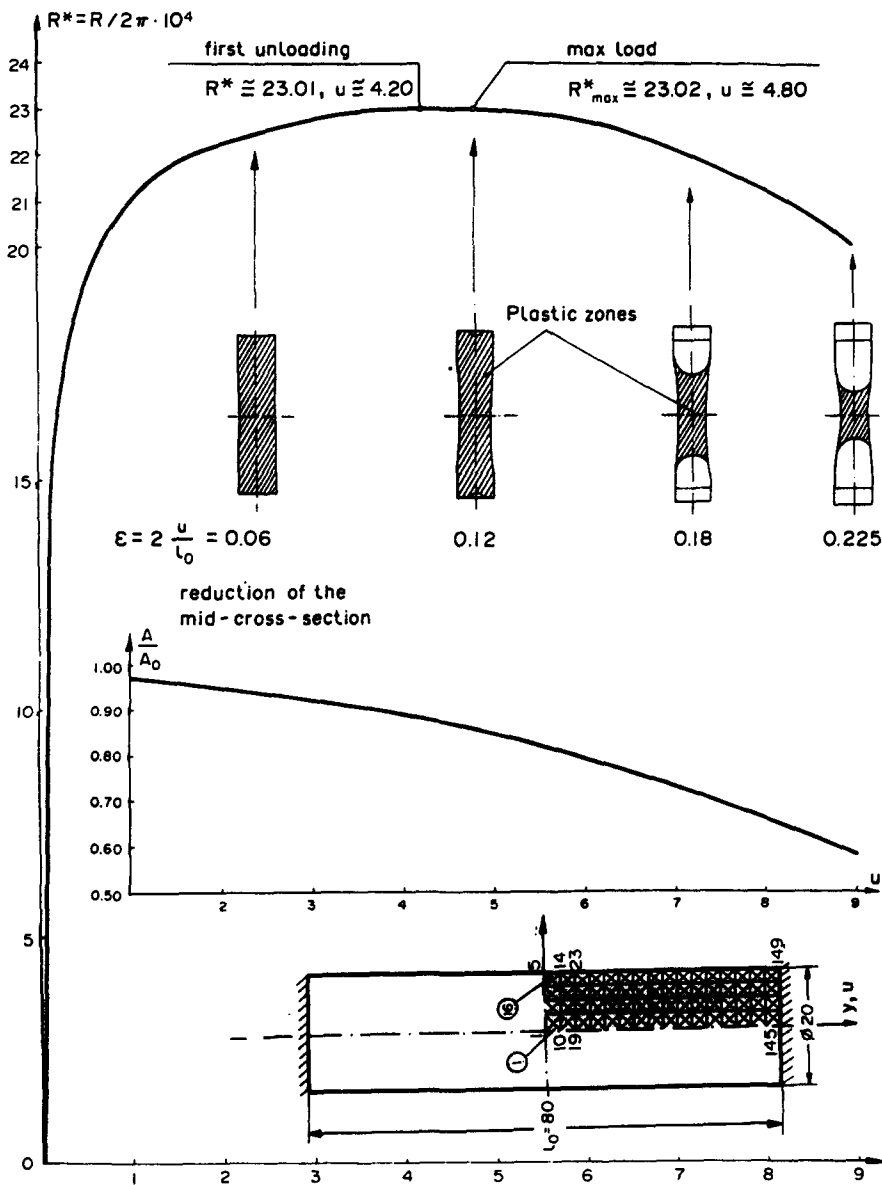 R* = R/2π·10⁴
first unloading
R* ≅ 23.01, u ≅ 4.20
max load
R*max ≅ 23.02, u ≅ 4.80
24
23
22
21
20
15
10
5
0
Plastic zones
ε = 2 u/l₀ = 0.06
0.12
0.18
0.225
reduction of the
mid-cross-section
A/A₀
1.00
0.90
0.80
0.70
0.60
0.50
2 3 4 5 6 7 8 9
u
5 14 23 149
16
1
10 19 145
y, u
ø 20
l₀=80
1 2 3 4 5 6 7 8 9
u